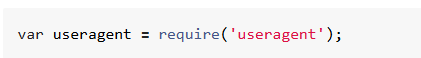 var useragent = require('useragent');